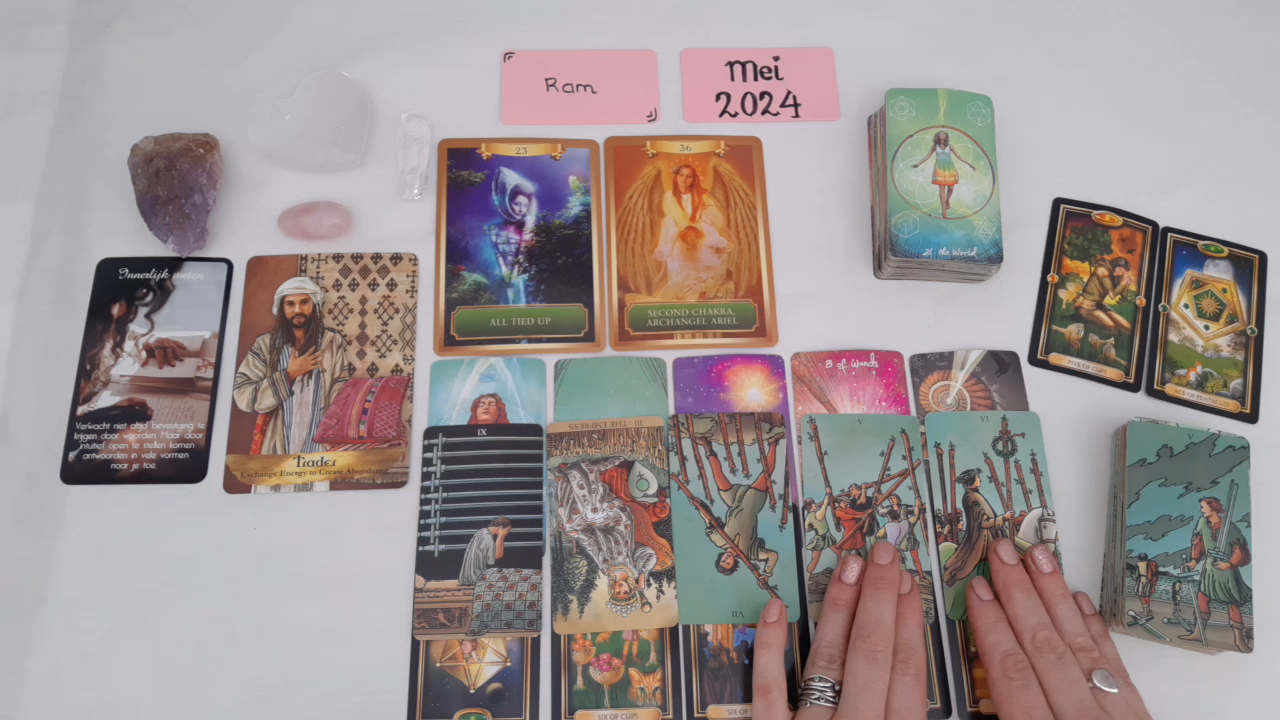 Ram
Mei
2024
23
ALL TIED UP
36
SECOND CHAKRA,
ARCHANGEL ARIEL
21 the World
FIVE OF CUPS
ACE OF PENTACLES
Innerlijk weten
Verwacht niet altijd bevestiging te
krijgen door woorden. Maar door
intuïtief open te stellen komen
antwoorden in vele vormen
naar je toe.
Trader
Exchange Energy to Create Abundance
8 of Wands
IX
III THE EMPRESS
VII
V
VI
V
SIX OF CUPS
SIX OF